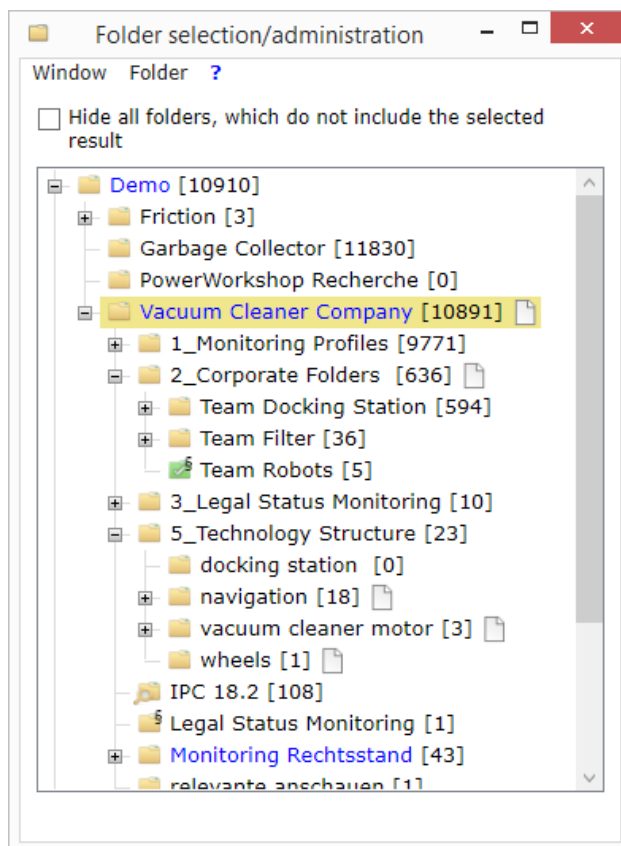 Folder selection/administration
Window Folder ?
Hide all folders, which do not include the selected
result
Demo [10910]
Friction [3]
Garbage Collector [11830]
PowerWorkshop Recherche [0]
Vacuum Cleaner Company [10891]
1_Monitoring Profiles [9771]
2_Corporate Folders [636]
Team Docking Station [594]
Team Filter [36]
§ Team Robots [5]
3_Legal Status Monitoring [10]
5_Technology Structure [23]
docking station [0]
navigation [18]
vacuum cleaner motor [3]
wheels [1]
IPC 18.2 [108]
§ Legal Status Monitoring [1]
Monitoring Rechtsstand [43]
relevante anschauen [1]